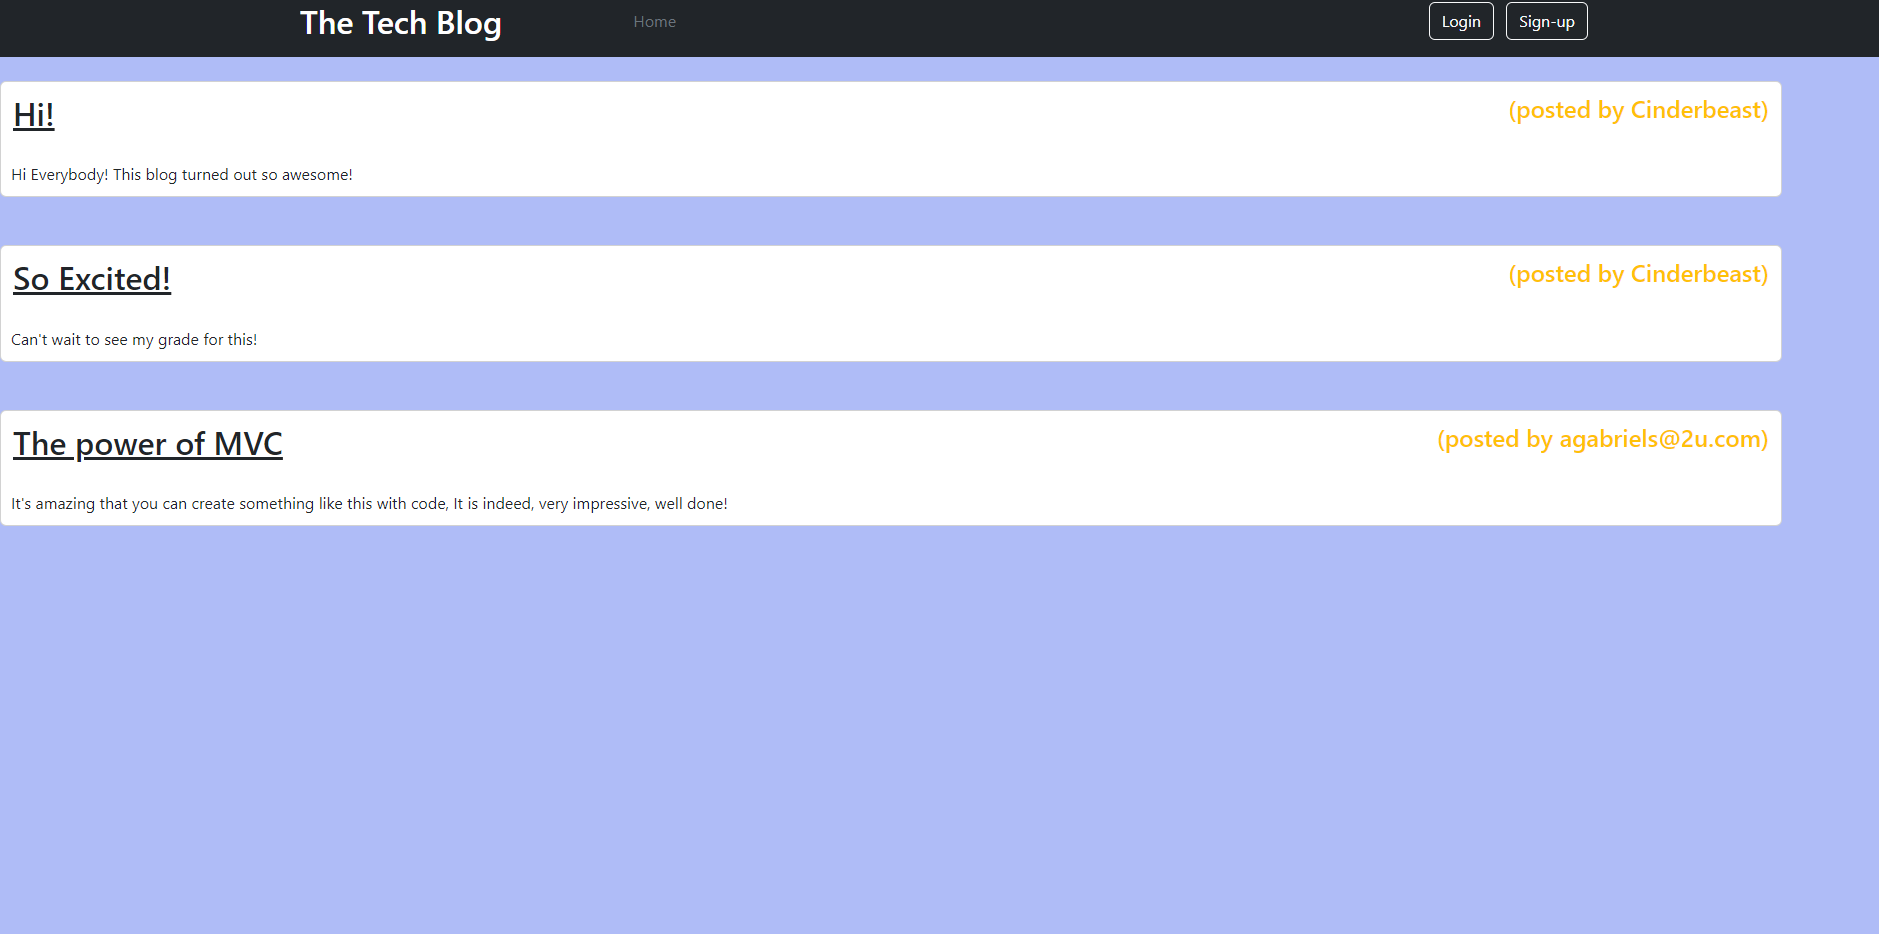 The Tech Blog Home Login Sign-up
Hi! (posted by Cinderbeast)
Hi Everybody! This blog turned out so awesome!
So Excited! (posted by Cinderbeast)
Can't wait to see my grade for this!
The power of MVC (posted by agabriels@2u.com)
It's amazing that you can create something like this with code, It is indeed, very impressive, well done!